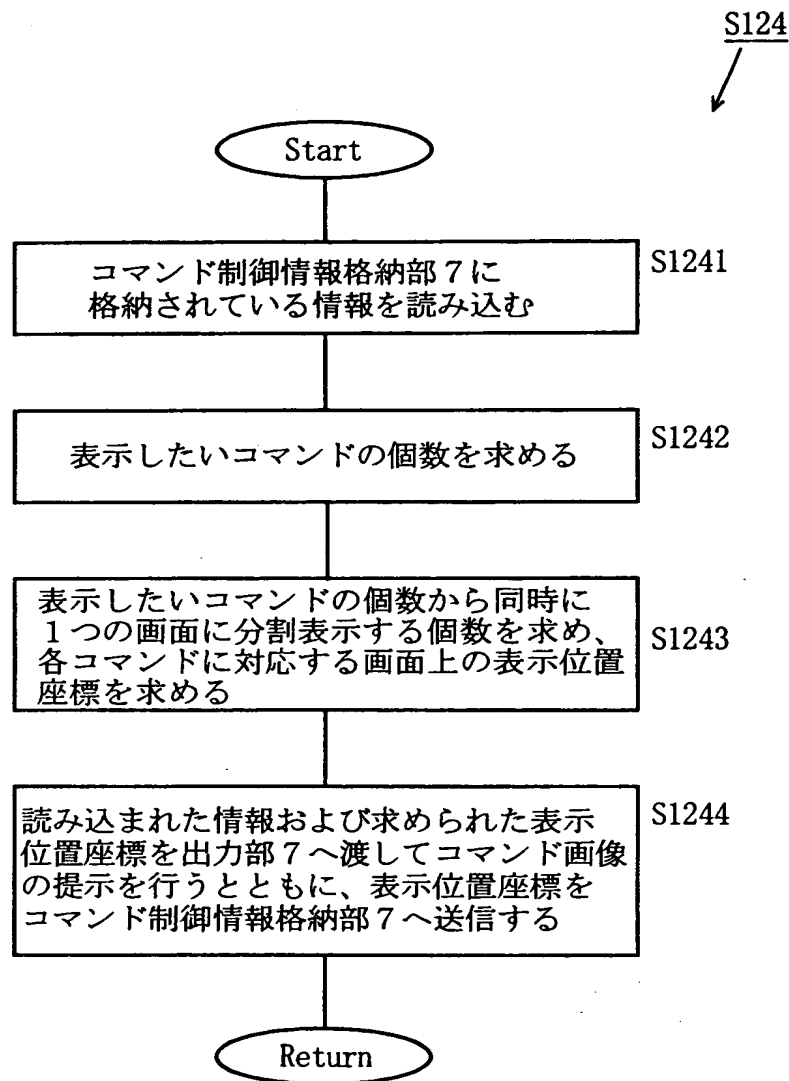 S124
Start
コマンド制御情報格納部７に
格納されている情報を読み込む
S1241
表示したいコマンドの個数を求める
S1242
表示したいコマンドの個数から同時に
１つの画面に分割表示する個数を求め、
各コマンドに対応する画面上の表示位置
座標を求める
S1243
読み込まれた情報および求められた表示
位置座標を出力部７へ渡してコマンド画像
の提示を行うとともに、表示位置座標を
コマンド制御情報格納部７へ送信する
S1244
Return